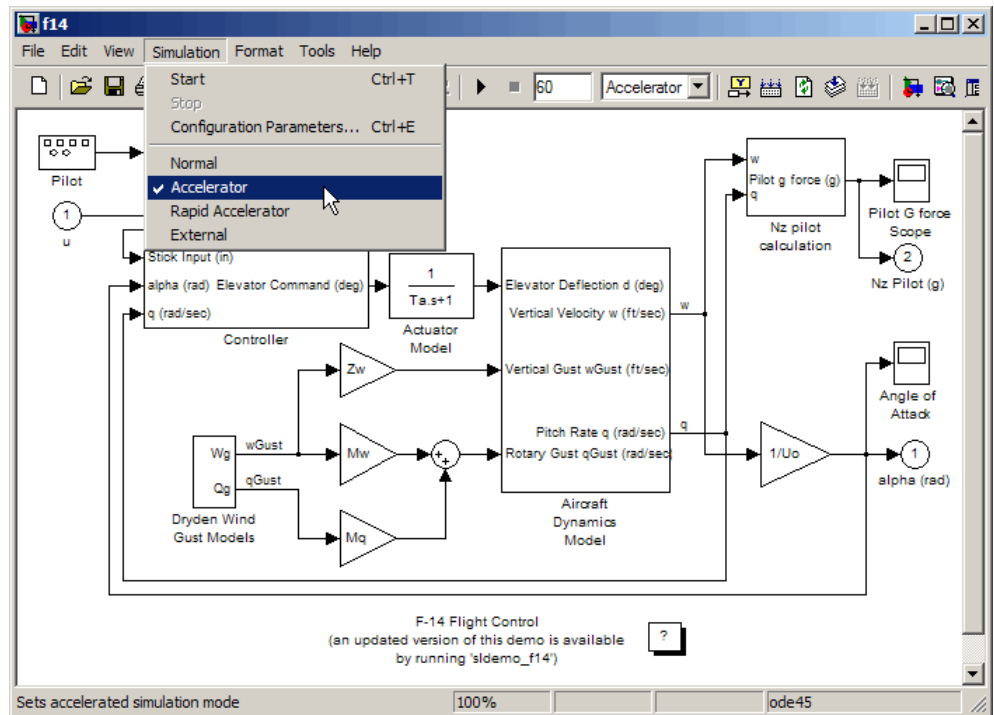 f14
File Edit View Simulation Format Tools Help
Start Ctrl+T
Stop
Configuration Parameters... Ctrl+E
Normal
Accelerator
Rapid Accelerator
External
60
Accelerator
Pilot
1
u
Stick Input (in)
alpha (rad) Elevator Command (deg)
q (rad/sec)
Controller
1
Ta.s+1
Actuator
Model
Elevator Deflection d (deg)
Vertical Velocity w (ft/sec)
Vertical Gust wGust (ft/sec)
Pitch Rate q (rad/sec)
Rotary Gust qGust (rad/sec
Aircraft
Dynamics
Model
w
q
w
Pilot g force (g)
q
Nz pilot
calculation
Pilot G force
Scope
2
Nz Pilot (g)
Angle of
Attack
1/Uo
1
alpha (rad)
Zw
Mw
Mq
+
+
Wg
Qg
wGust
qGust
Dryden Wind
Gust Models
F-14 Flight Control
(an updated version of this demo is available
by running 'sldemo_f14')
?
Sets accelerated simulation mode
100%
ode45